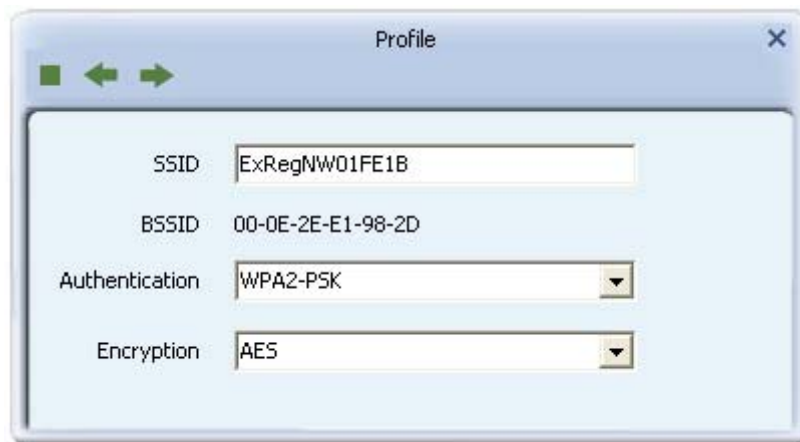 Profile
SSID ExRegNW01FE1B
BSSID 00-0E-2E-E1-98-2D
Authentication WPA2-PSK
Encryption AES